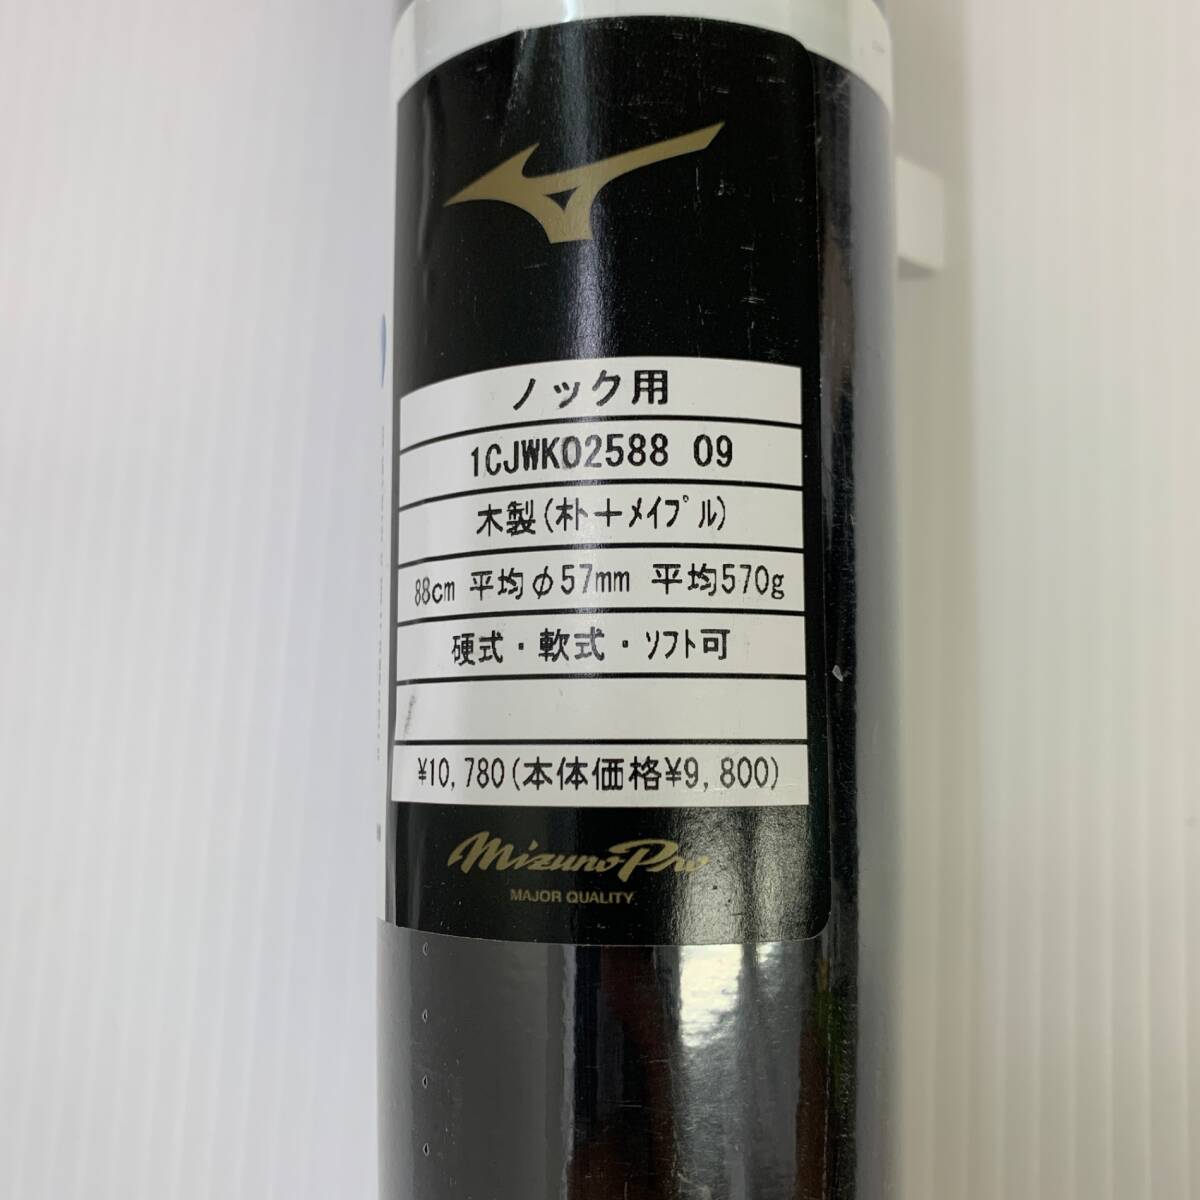 ノック用
1CJWK02588 09
木製(朴＋ﾒｲﾌﾟﾙ)
88cm 平均φ57mm 平均570g
硬式・軟式・ｿﾌﾄ可
¥10,780(本体価格¥9,800)
Mizuno Pro
MAJOR QUALITY